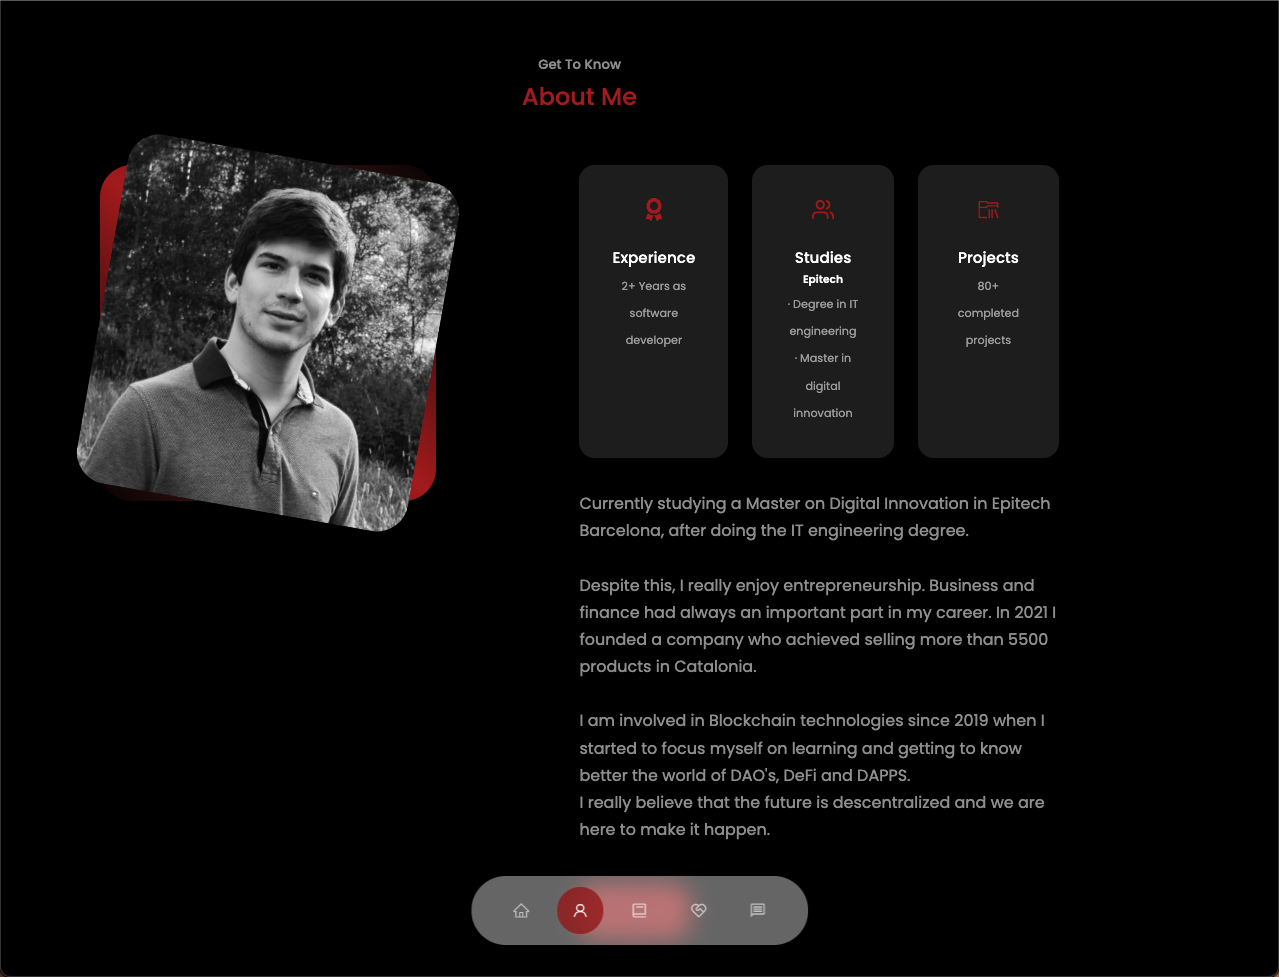 Get To Know
About Me
Experience
2+ Years as
software
developer
Studies
Epitech
· Degree in IT
engineering
· Master in
digital
innovation
Projects
80+
completed
projects
Currently studying a Master on Digital Innovation in Epitech
Barcelona, after doing the IT engineering degree.
Despite this, I really enjoy entrepreneurship. Business and
finance had always an important part in my career. In 2021 I
founded a company who achieved selling more than 5500
products in Catalonia.
I am involved in Blockchain technologies since 2019 when I
started to focus myself on learning and getting to know
better the world of DAO's, DeFi and DAPPS.
I really believe that the future is descentralized and we are
here to make it happen.